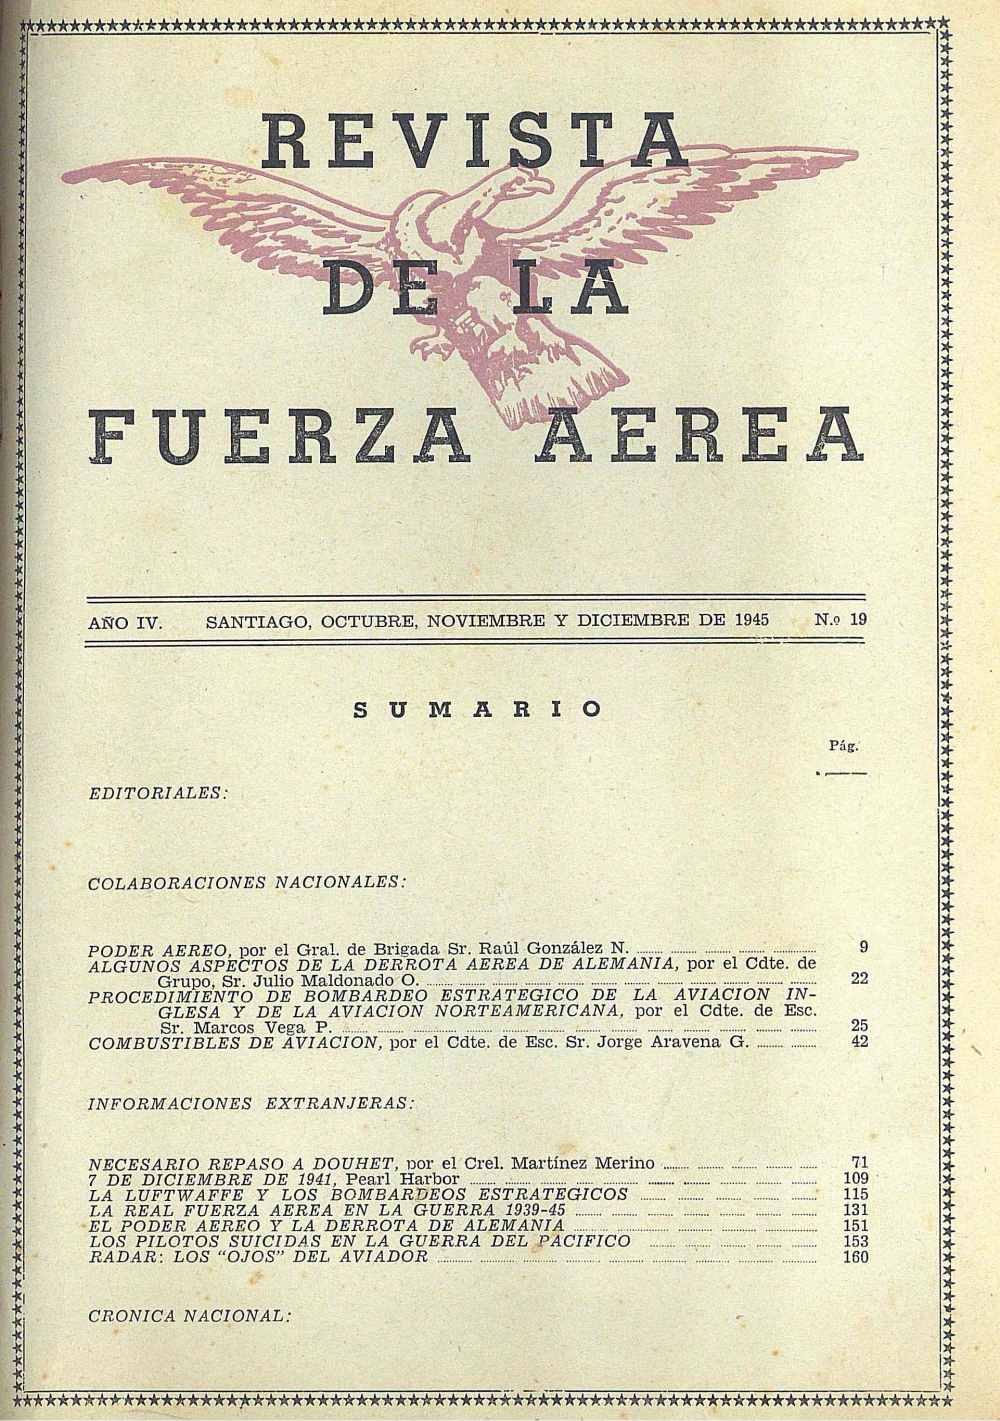 REVISTA
DE LA
FUERZA AEREA
AÑO IV. SANTIAGO, OCTUBRE, NOVIEMBRE Y DICIEMBRE DE 1945 N.o 19
SUMARIO
Pág.
EDITORIALES:
COLABORACIONES NACIONALES:
PODER AEREO, por el Gral. de Brigada Sr. Raúl González N. 9
ALGUNOS ASPECTOS DE LA DERROTA AEREA DE ALEMANIA, por el Cdte. de
Grupo, Sr. Julio Maldonado O. 22
PROCEDIMIENTO DE BOMBARDEO ESTRATEGICO DE LA AVIACION IN-
GLESA Y DE LA AVIACION NORTEAMERICANA, por el Cdte. de Esc.
Sr. Marcos Vega P. 25
COMBUSTIBLES DE AVIACION, por el Cdte. de Esc. Sr. Jorge Aravena G. 42
INFORMACIONES EXTRANJERAS:
NECESARIO REPASO A DOUHET, por el Crel. Martínez Merino 71
7 DE DICIEMBRE DE 1941, Pearl Harbor 109
LA LUFTWAFFE Y LOS BOMBARDEOS ESTRATEGICOS 115
LA REAL FUERZA AEREA EN LA GUERRA 1939-45 131
EL PODER AEREO Y LA DERROTA DE ALEMANIA 151
LOS PILOTOS SUICIDAS EN LA GUERRA DEL PACIFICO 153
RADAR: LOS "OJOS" DEL AVIADOR 160
CRONICA NACIONAL: